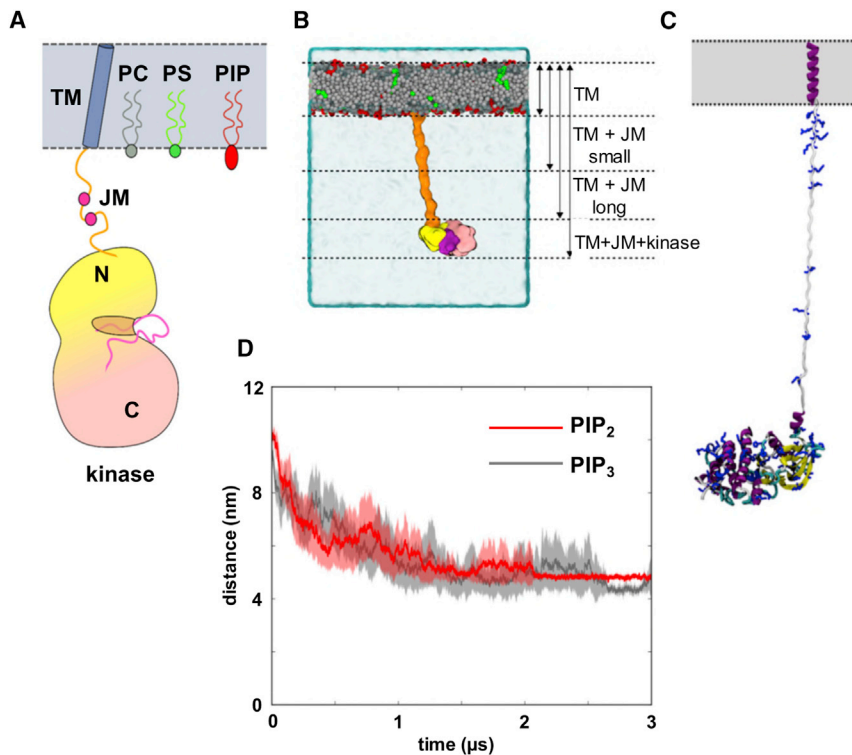 A
TM
PC
PS
PIP
JM
N
C
kinase
B
TM
TM + JM
small
TM + JM
long
TM+JM+kinase
C
D
12
8
4
0
distance (nm)
PIP₂
PIP₃
0
1
2
3
time (µs)